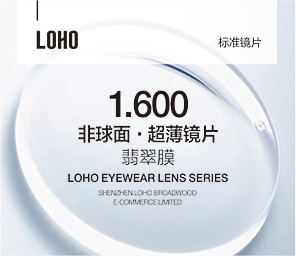 LOHO
标准镜片
1.600
非球面·超薄镜片
翡翠膜
LOHO EYEWEAR LENS SERIES
SHENZHEN LOHO BROADWOOD
E-COMMERCE LIMITED